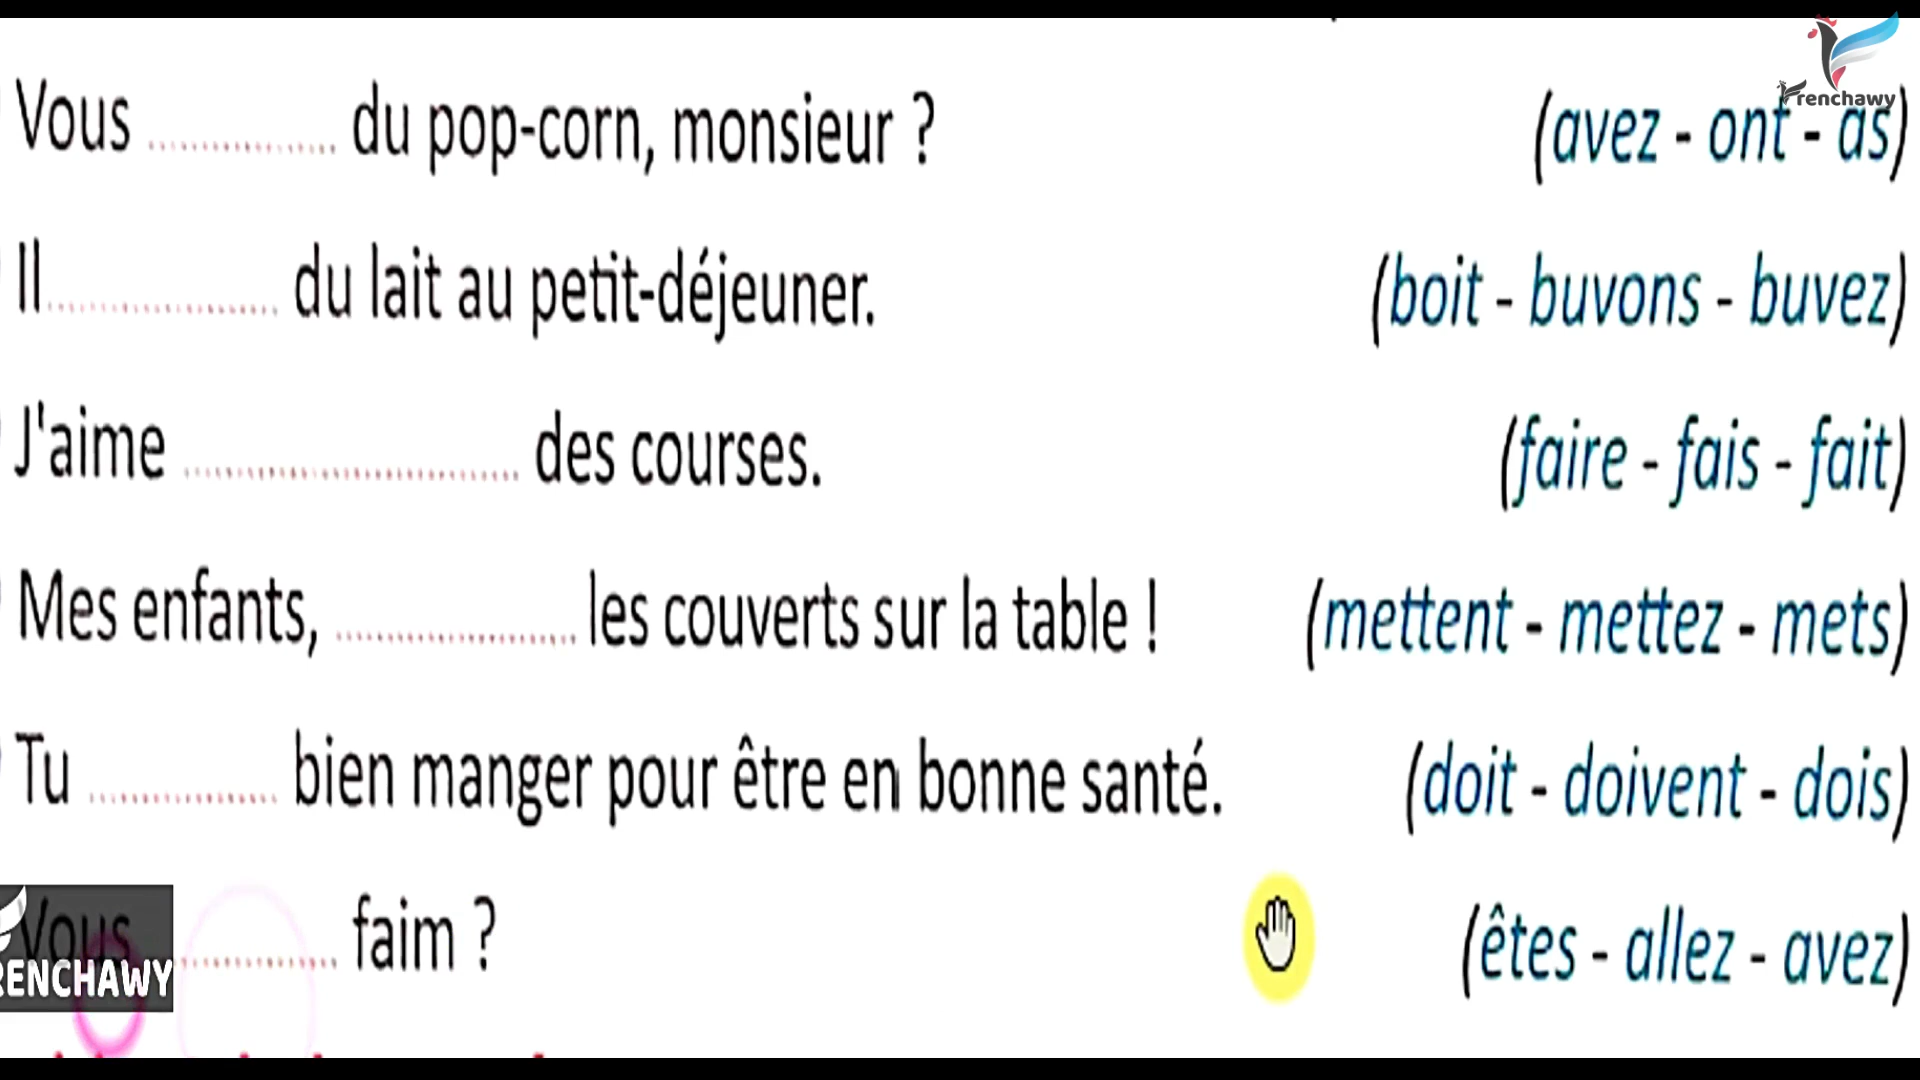 Frenchawy
Vous ................ du pop-corn, monsieur ? (avez - ont - as)
Il.................... du lait au petit-déjeuner. (boit - buvons - buvez)
J'aime ............................. des courses. (faire - fais - fait)
Mes enfants, ..................... les couverts sur la table ! (mettent - mettez - mets)
Tu ................ bien manger pour être en bonne santé. (doit - doivent - dois)
Vous ............. faim ? (êtes - allez - avez)
RENCHAWY